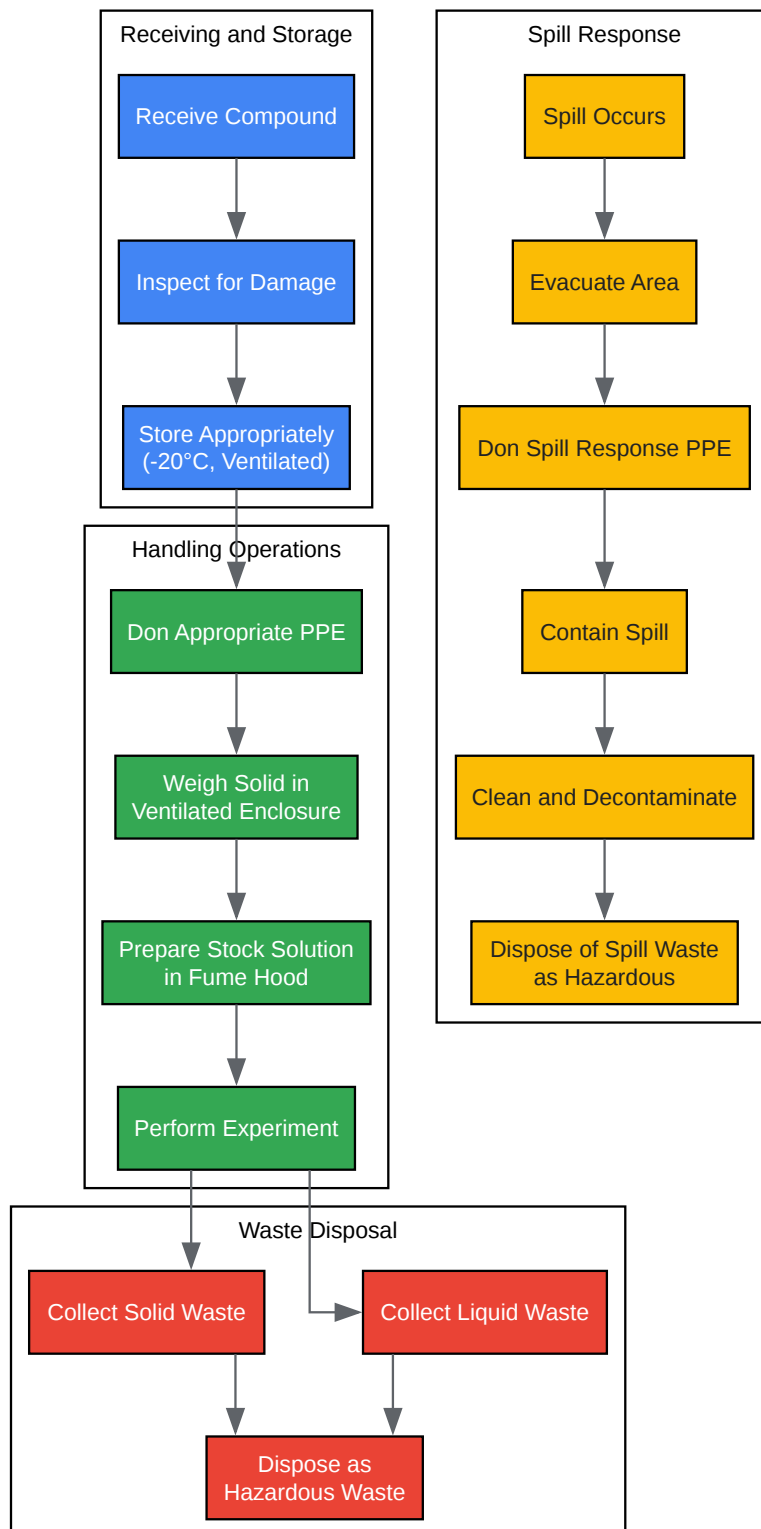 Receiving and Storage
Receive Compound
Inspect for Damage
Store Appropriately
(-20°C, Ventilated)
Handling Operations
Don Appropriate PPE
Weigh Solid in
Ventilated Enclosure
Prepare Stock Solution
in Fume Hood
Perform Experiment
Waste Disposal
Collect Solid Waste
Collect Liquid Waste
Dispose as
Hazardous Waste
Spill Response
Spill Occurs
Evacuate Area
Don Spill Response PPE
Contain Spill
Clean and Decontaminate
Dispose of Spill Waste
as Hazardous